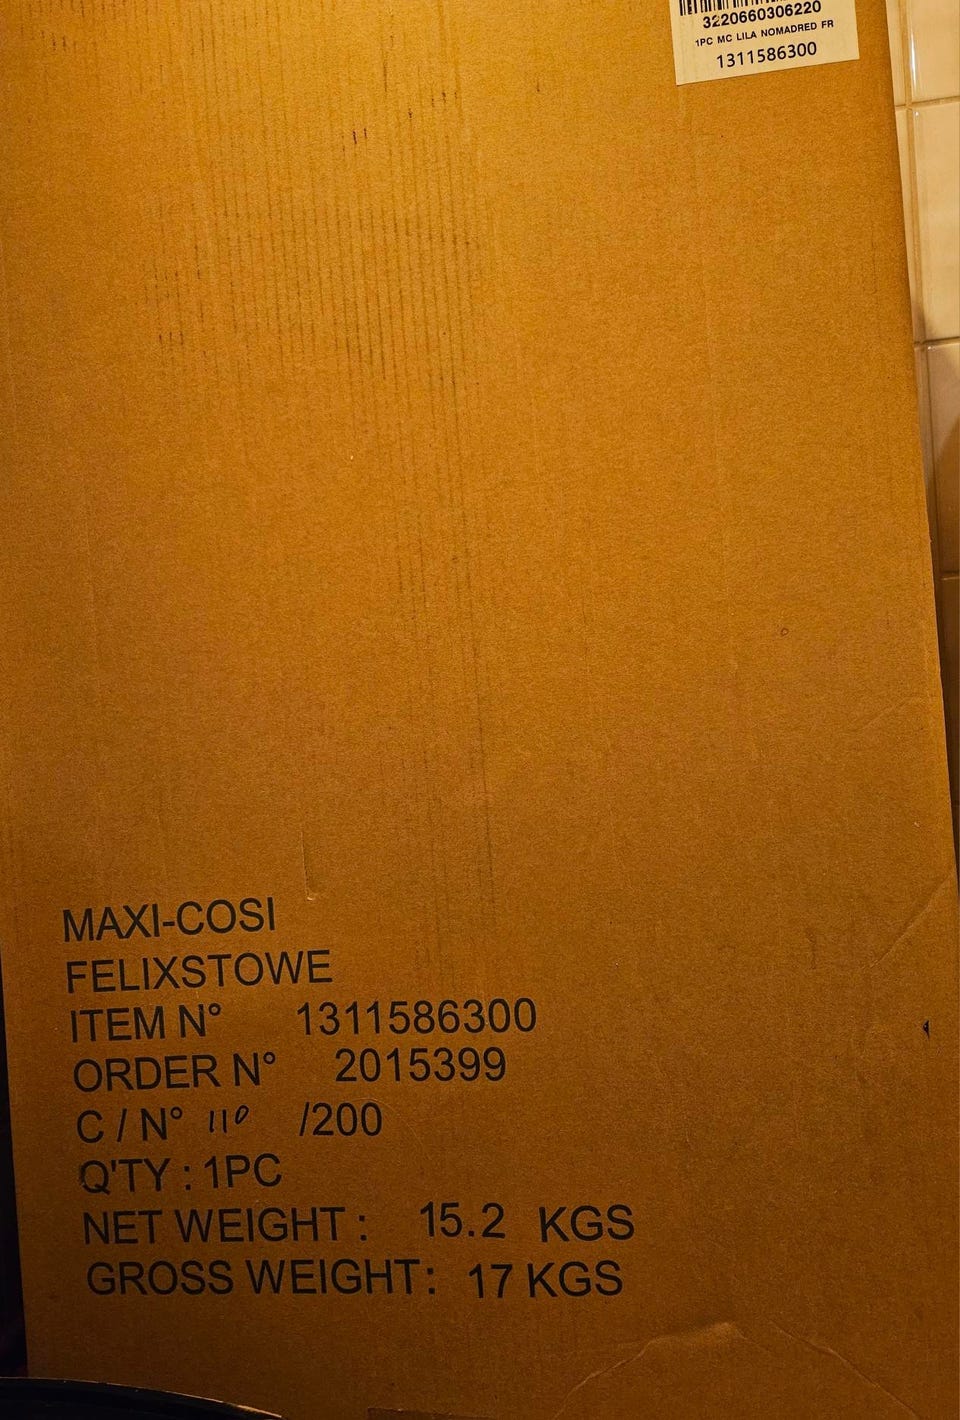 3220660306220
1PC MC LILA NOMADRED FR
1311586300
MAXI-COSI
FELIXSTOWE
ITEM N° 1311586300
ORDER N° 2015399
C / N° 110 /200
Q'TY : 1PC
NET WEIGHT : 15.2 KGS
GROSS WEIGHT : 17 KGS